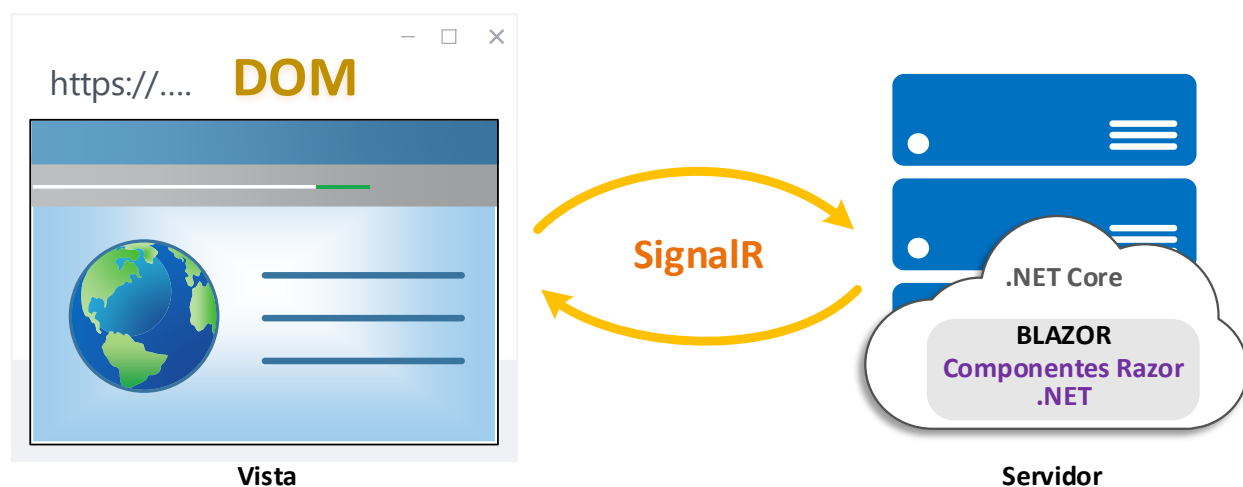 https://.... DOM
SignalR
.NET Core
BLAZOR
Componentes Razor
.NET
Vista
Servidor